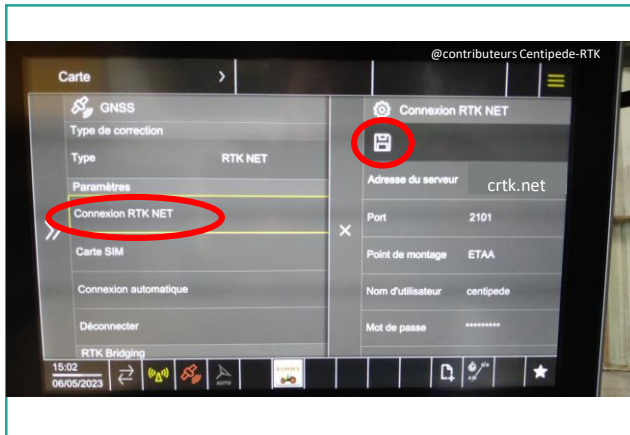 @contributeurs Centipede-RTK
Carte >
GNSS
Type de correction
Type RTK NET
Paramètres
Connexion RTK NET
Carte SIM
Connexion automatique
Déconnecter
RTK Bridging
Connexion RTK NET
Adresse du serveur crtk.net
Port 2101
Point de montage ETAA
Nom d'utilisateur centipede
Mot de passe *********
15:02
06/05/2023
AUTO